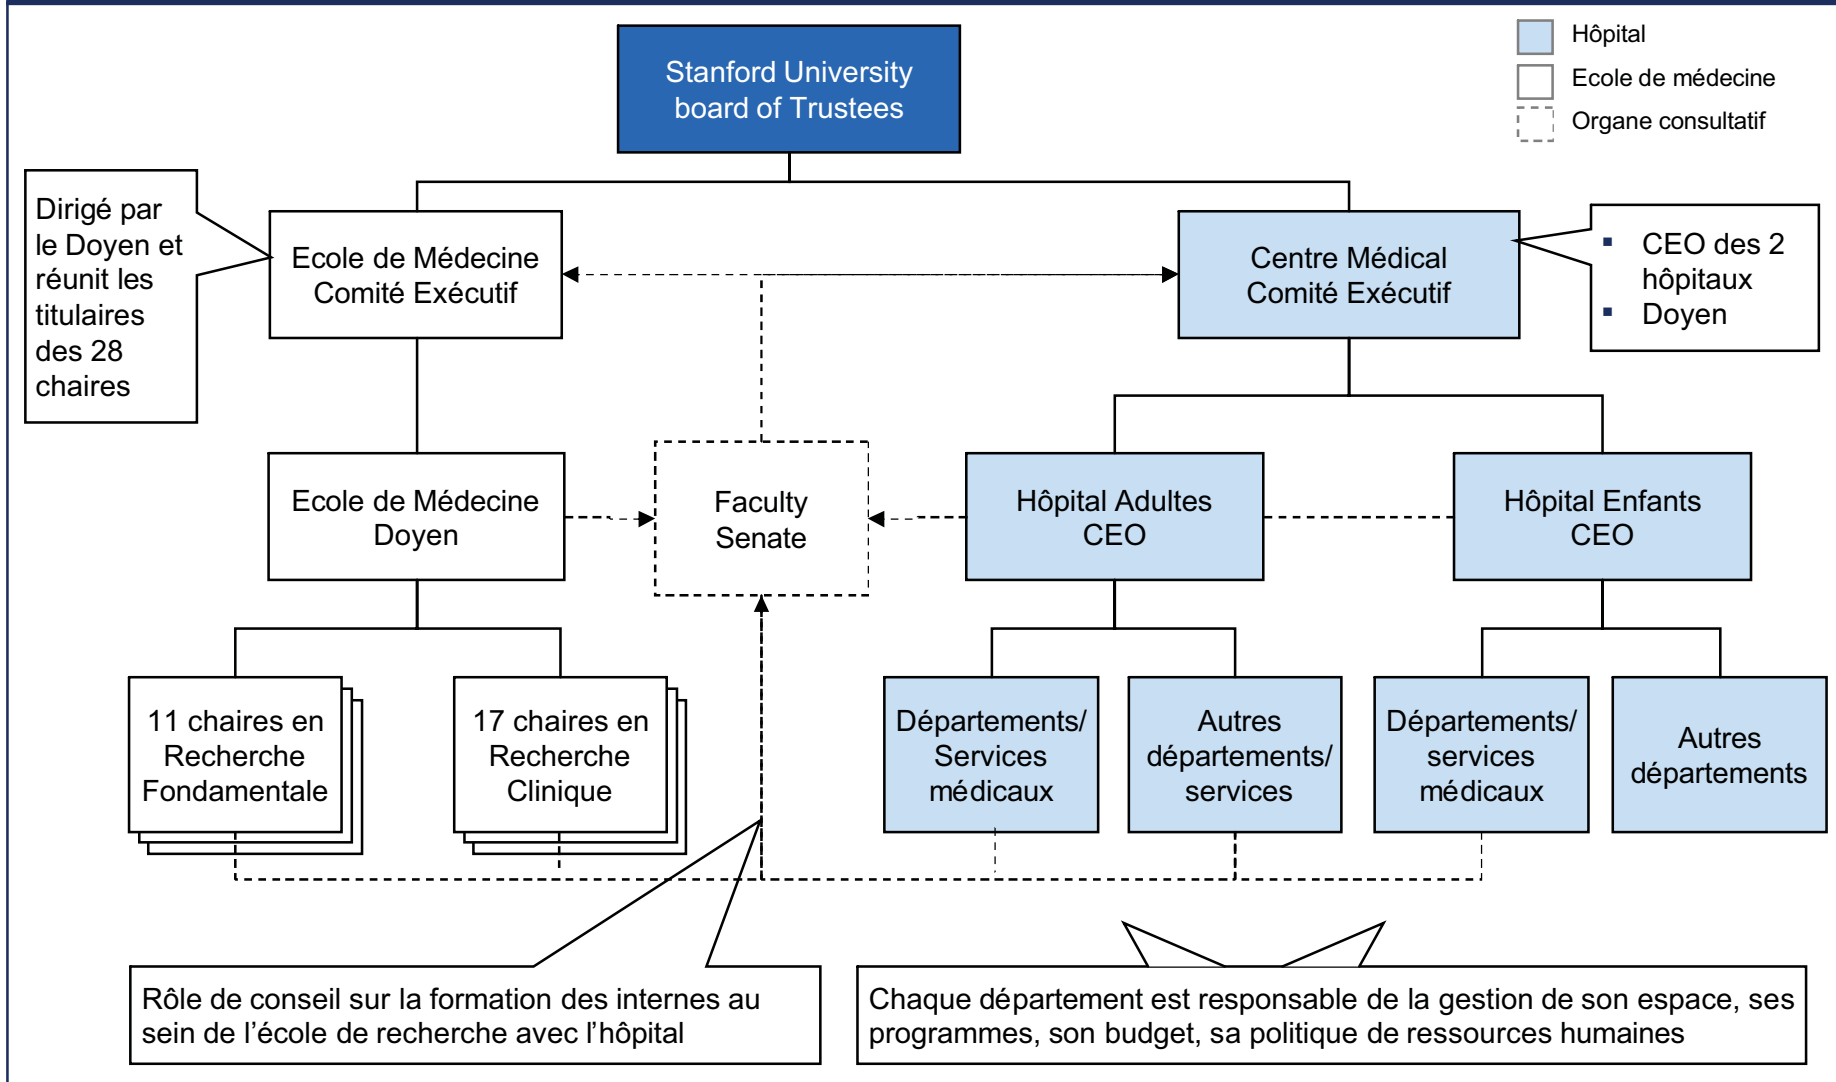 Stanford University
board of Trustees
Hôpital
Ecole de médecine
Organe consultatif
Dirigé par
le Doyen et
réunit les
titulaires
des 28
chaires
Ecole de Médecine
Comité Exécutif
Centre Médical
Comité Exécutif
▪ CEO des 2
hôpitaux
▪ Doyen
Ecole de Médecine
Doyen
Faculty
Senate
Hôpital Adultes
CEO
Hôpital Enfants
CEO
11 chaires en
Recherche
Fondamentale
17 chaires en
Recherche
Clinique
Départements/
Services
médicaux
Autres
départements/
services
Départements/
services
médicaux
Autres
départements
Rôle de conseil sur la formation des internes au
sein de l'école de recherche avec l'hôpital
Chaque département est responsable de la gestion de son espace, ses
programmes, son budget, sa politique de ressources humaines